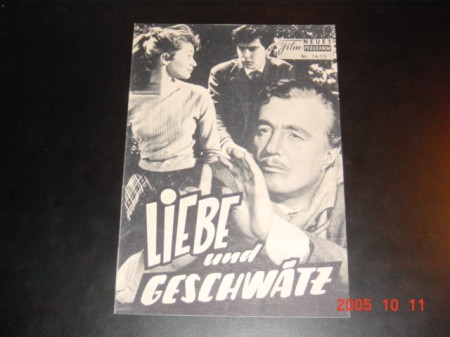 NEUES
film PROGRAMM
LIEBE
und
GESCHWÄTZ
2005 10 11